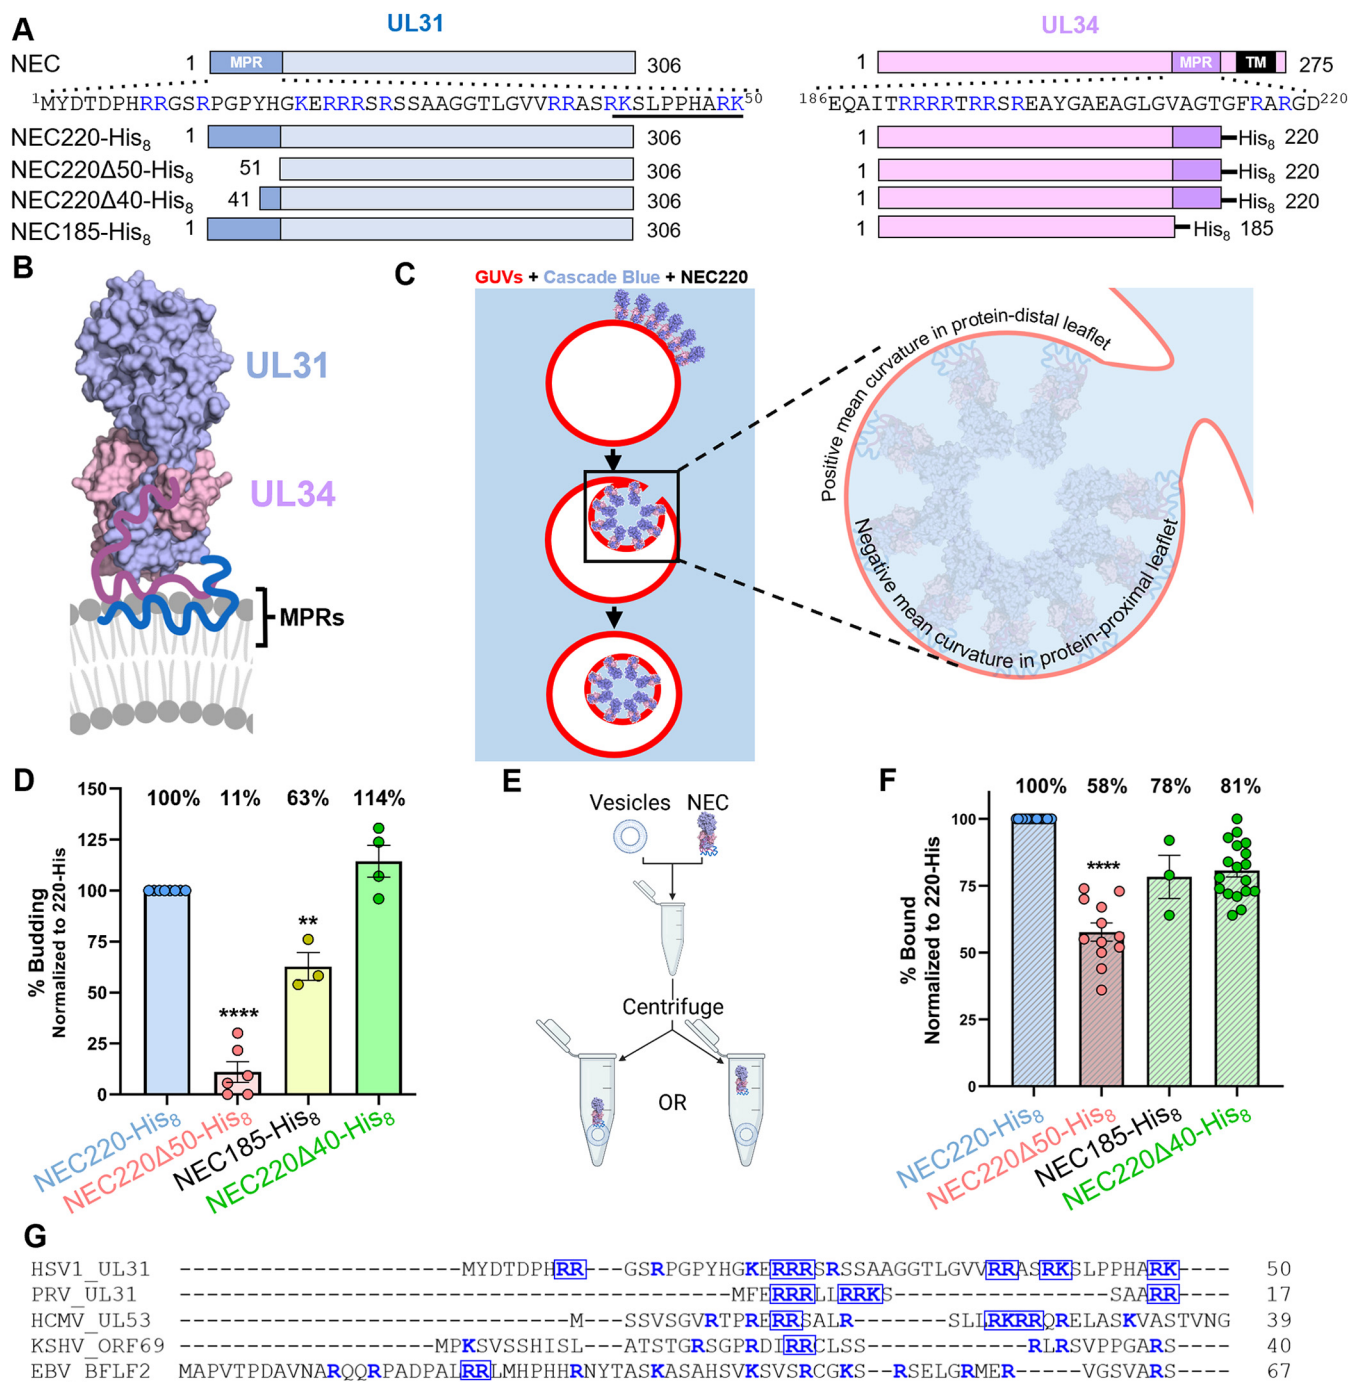 A
UL31
UL34
NEC
1
MPR
306
1
MPR
TM
275
1MYDTDPHRRGSRPGPYHGKERRRSRSSAAGGTLGVVRRASRKSLPPHARK50
186EQAITRRRRTRRSREAYGAEAGLGVAGTGFRARGD220
NEC220-His8
1
306
1
His8 220
NEC220Δ50-His8
51
306
1
His8 220
NEC220Δ40-His8
41
306
1
His8 220
NEC185-His8
1
306
1
His8 185
B
UL31
UL34
MPRs
C
GUVs + Cascade Blue + NEC220
Positive mean curvature in protein-distal leaflet
Negative mean curvature in protein-proximal leaflet
D
% Budding
Normalized to 220-His
150
125
100
75
50
25
0
100% 11% 63% 114%
****
**
NEC220-His8
NEC220Δ50-His8
NEC185-His8
NEC220Δ40-His8
E
Vesicles NEC
Centrifuge
OR
F
% Bound
Normalized to 220-His
100
75
50
25
0
100% 58% 78% 81%
****
NEC220-His8
NEC220Δ50-His8
NEC185-His8
NEC220Δ40-His8
G
HSV1_UL31 ------------------MYDTDPHRR---GSRPGPYHGKERRRSRSSAAGGTLGVVRRASRKSLPPHARK---- 50
PRV_UL31 -----------------------------------MFERRRLLRRKS---------------SAARR---- 17
HCMV_UL53 -------------------------M----SSVSGVRTPRERRSALR------SLLRKRRQRELASKVASTVNG 39
KSHV_ORF69 ----------------MPKSVSSHISL----ATSTGRSGPRDIRRCLSS----------RLRSVPPGARS---- 40
EBV_BFLF2 MAPVTPDAVNARQQRPADPALRRLMHPHHRNYTASKASAHSVKSVSRCGKS--RSELGRMER----VGSVARS---- 67